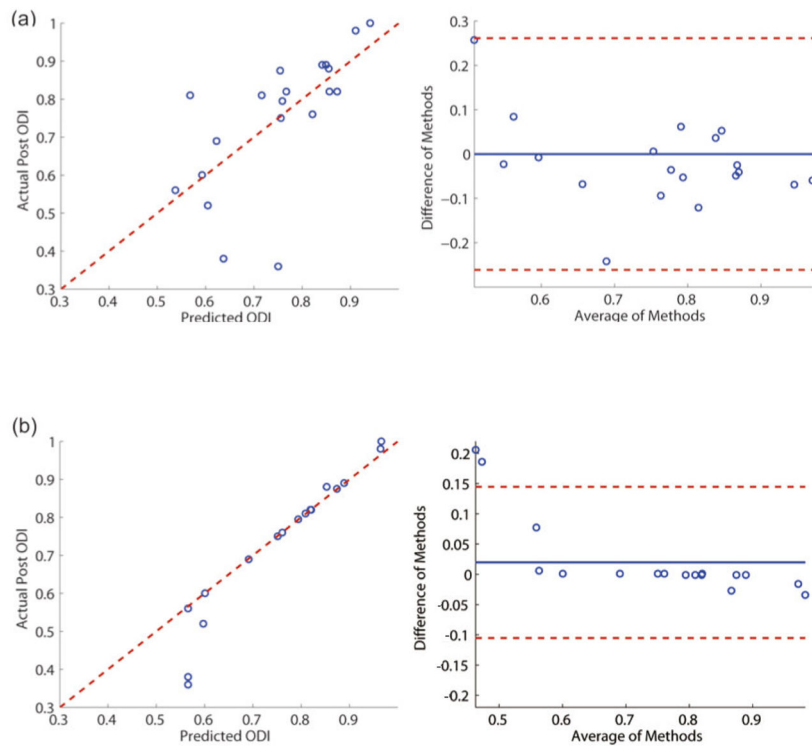 (a)
Actual Post ODI
1
0.9
0.8
0.7
0.6
0.5
0.4
0.3
0.3 0.4 0.5 0.6 0.7 0.8 0.9
Predicted ODI
Difference of Methods
0.3
0.2
0.1
0
−0.1
−0.2
0.6 0.7 0.8 0.9
Average of Methods
(b)
Actual Post ODI
1
0.9
0.8
0.7
0.6
0.5
0.4
0.3
0.3 0.4 0.5 0.6 0.7 0.8 0.9
Predicted ODI
Difference of Methods
0.2
0.15
0.1
0.05
0
-0.05
-0.1
-0.15
-0.2
0.5 0.6 0.7 0.8 0.9
Average of Methods